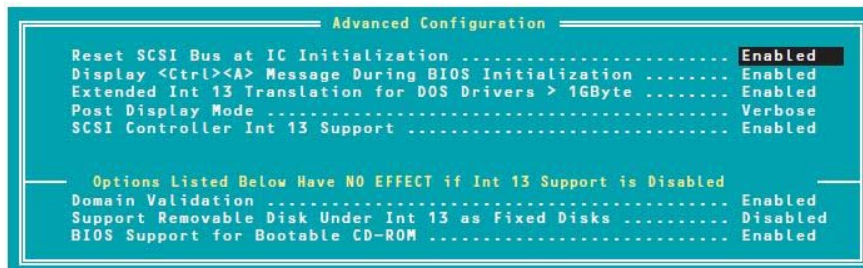 Advanced Configuration
Reset SCSI Bus at IC Initialization ........................... Enabled
Display <Ctrl><A> Message During BIOS Initialization ........ Enabled
Extended Int 13 Translation for DOS Drivers > 1GByte ........ Enabled
Post Display Mode ............................................. Verbose
SCSI Controller Int 13 Support ................................ Enabled
Options Listed Below Have NO EFFECT if Int 13 Support is Disabled
Domain Validation ............................................. Enabled
Support Removable Disk Under Int 13 as Fixed Disks .......... Disabled
BIOS Support for Bootable CD-ROM .............................. Enabled